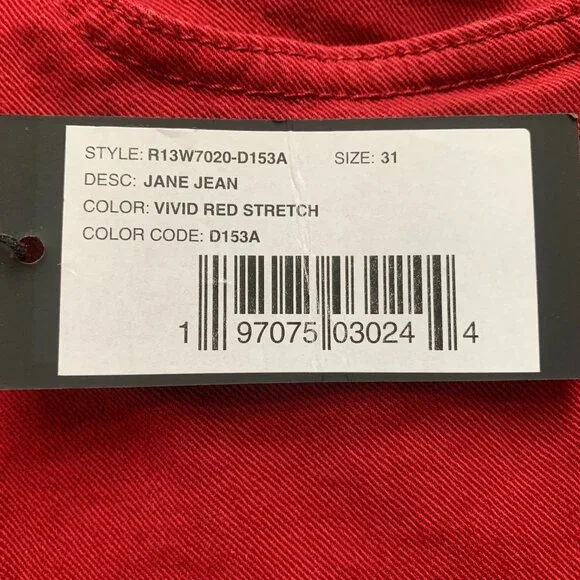 STYLE: R13W7020-D153A SIZE: 31
DESC: JANE JEAN
COLOR: VIVID RED STRETCH
COLOR CODE: D153A
1 97075 03024 4